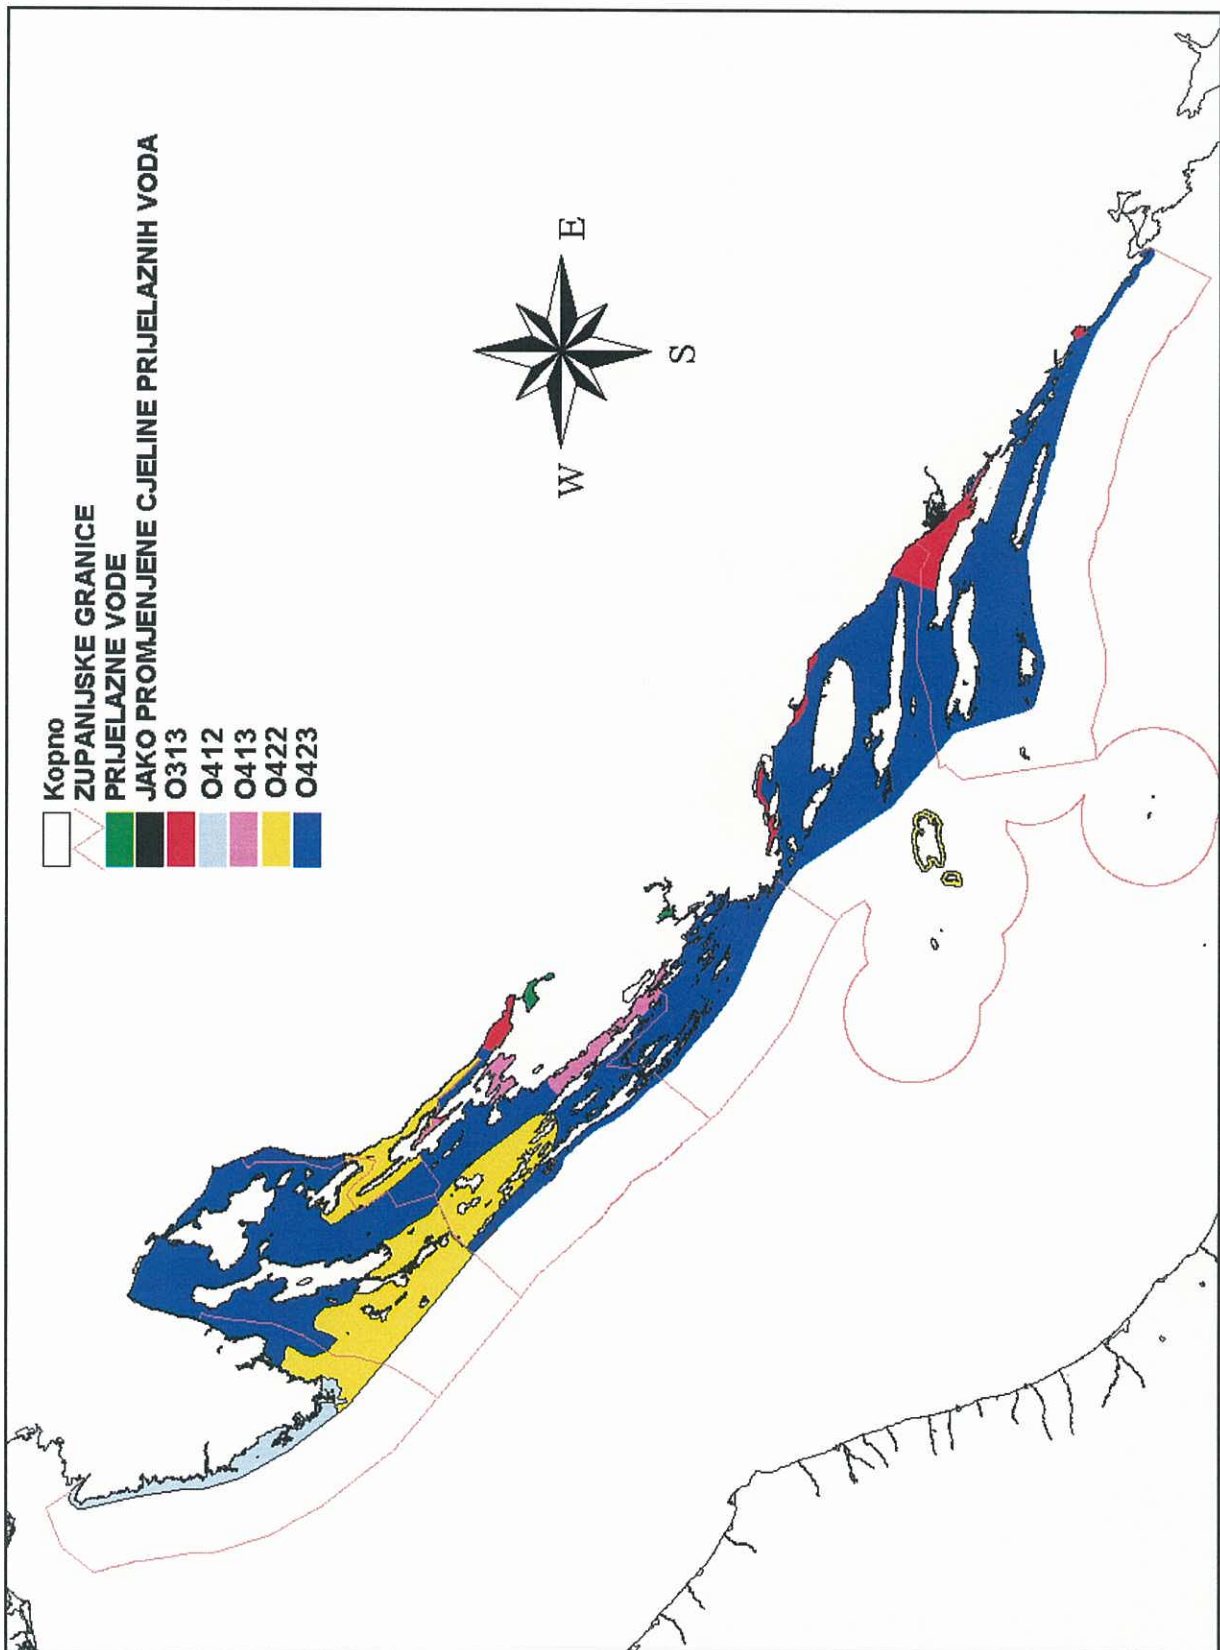 Kopno
ZUPANIJSKE GRANICE
PRIJELAZNE VODE
JAKO PROMJENJENE CJELINE PRIJELAZNIH VODA
O313
O412
O413
O422
O423
W
E
S